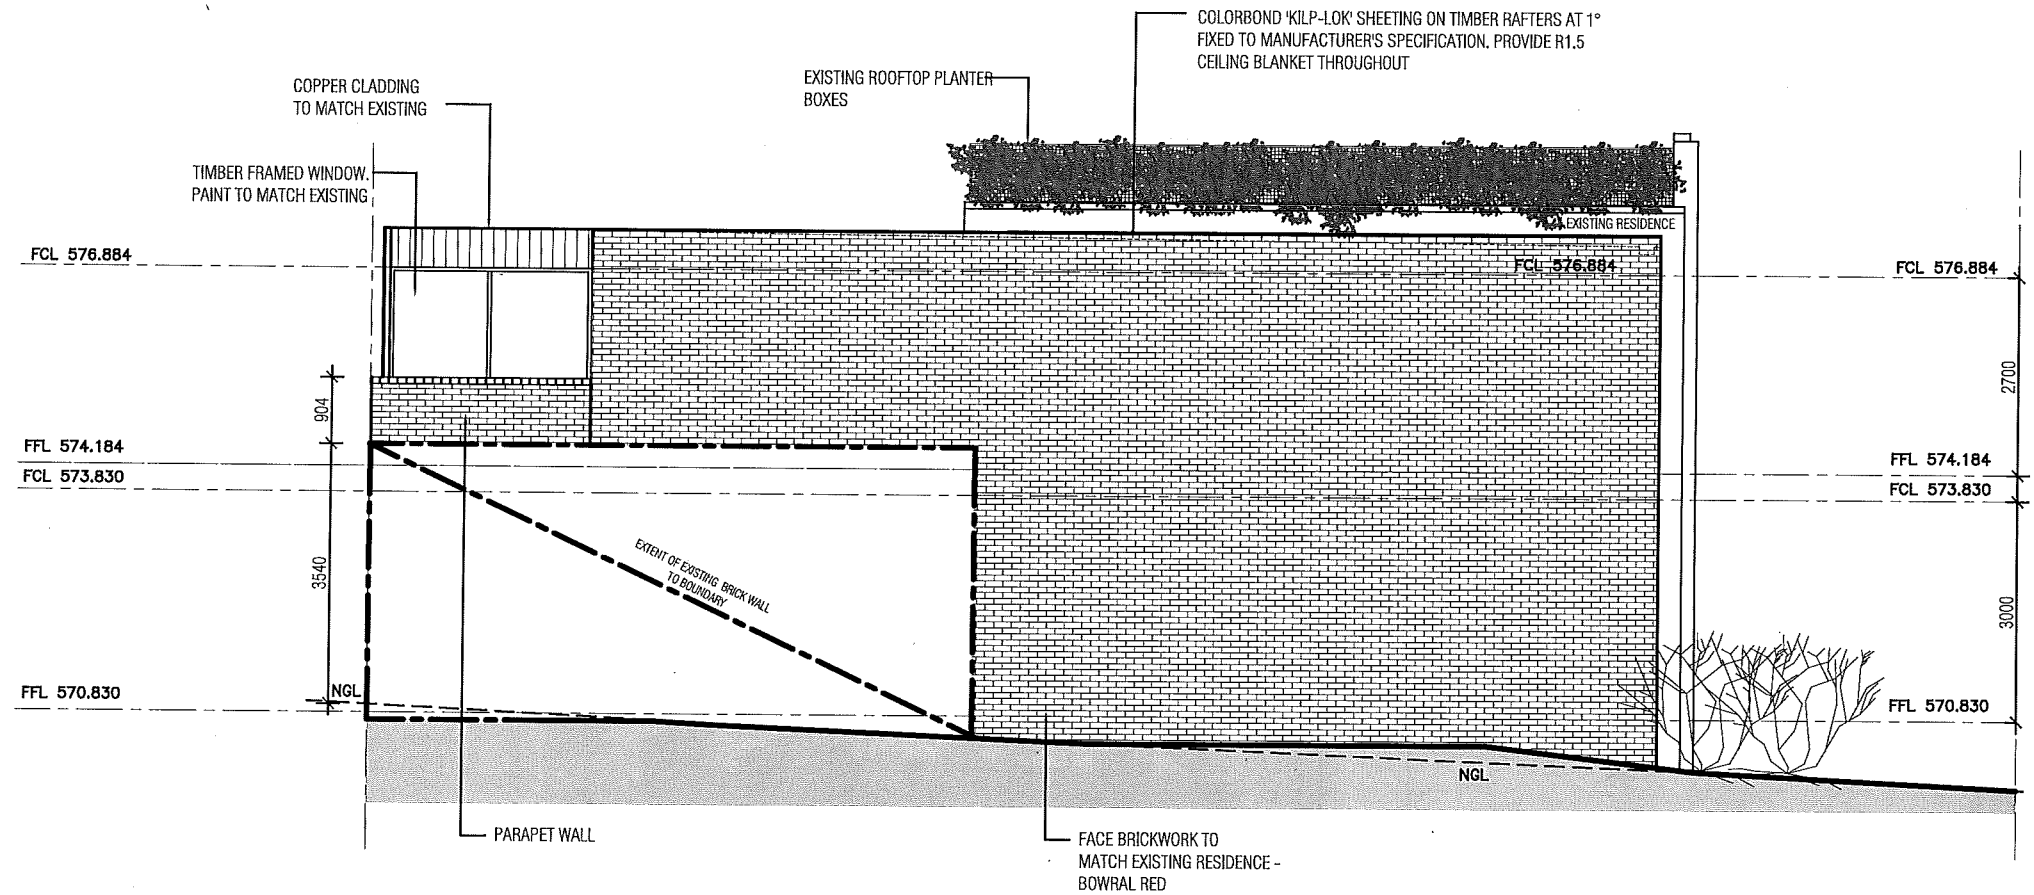 COLORBOND 'KILP-LOK' SHEETING ON TIMBER RAFTERS AT 1°
FIXED TO MANUFACTURER'S SPECIFICATION. PROVIDE R1.5
CEILING BLANKET THROUGHOUT
EXISTING ROOFTOP PLANTER
BOXES
COPPER CLADDING
TO MATCH EXISTING
TIMBER FRAMED WINDOW.
PAINT TO MATCH EXISTING
EXISTING RESIDENCE
FCL 576.884
FCL 576.884
FCL 576.884
2700
904
FFL 574.184
FCL 573.830
FFL 574.184
FCL 573.830
EXTENT OF EXISTING BRICK WALL
TO BOUNDARY
3540
3000
FFL 570.830
NGL
FFL 570.830
NGL
PARAPET WALL
FACE BRICKWORK TO
MATCH EXISTING RESIDENCE -
BOWRAL RED